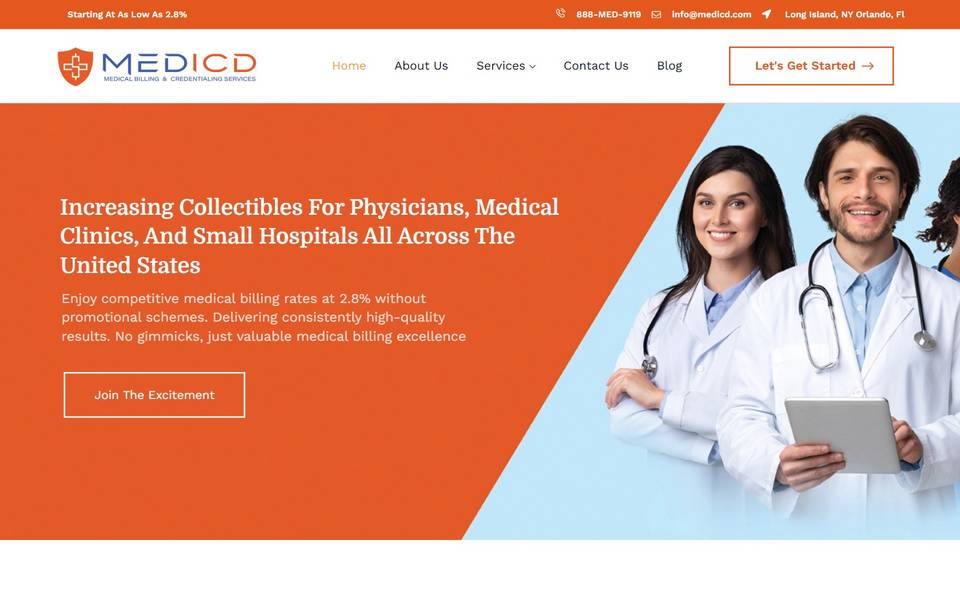 Starting At As Low As 2.8%
888-MED-9119
info@medicd.com
Long Island, NY Orlando, Fl
MEDICD
MEDICAL BILLING & CREDENTIALING SERVICES
Home
About Us
Services
Contact Us
Blog
Let's Get Started
Increasing Collectibles For Physicians, Medical
Clinics, And Small Hospitals All Across The
United States
Enjoy competitive medical billing rates at 2.8% without
promotional schemes. Delivering consistently high-quality
results. No gimmicks, just valuable medical billing excellence
Join The Excitement